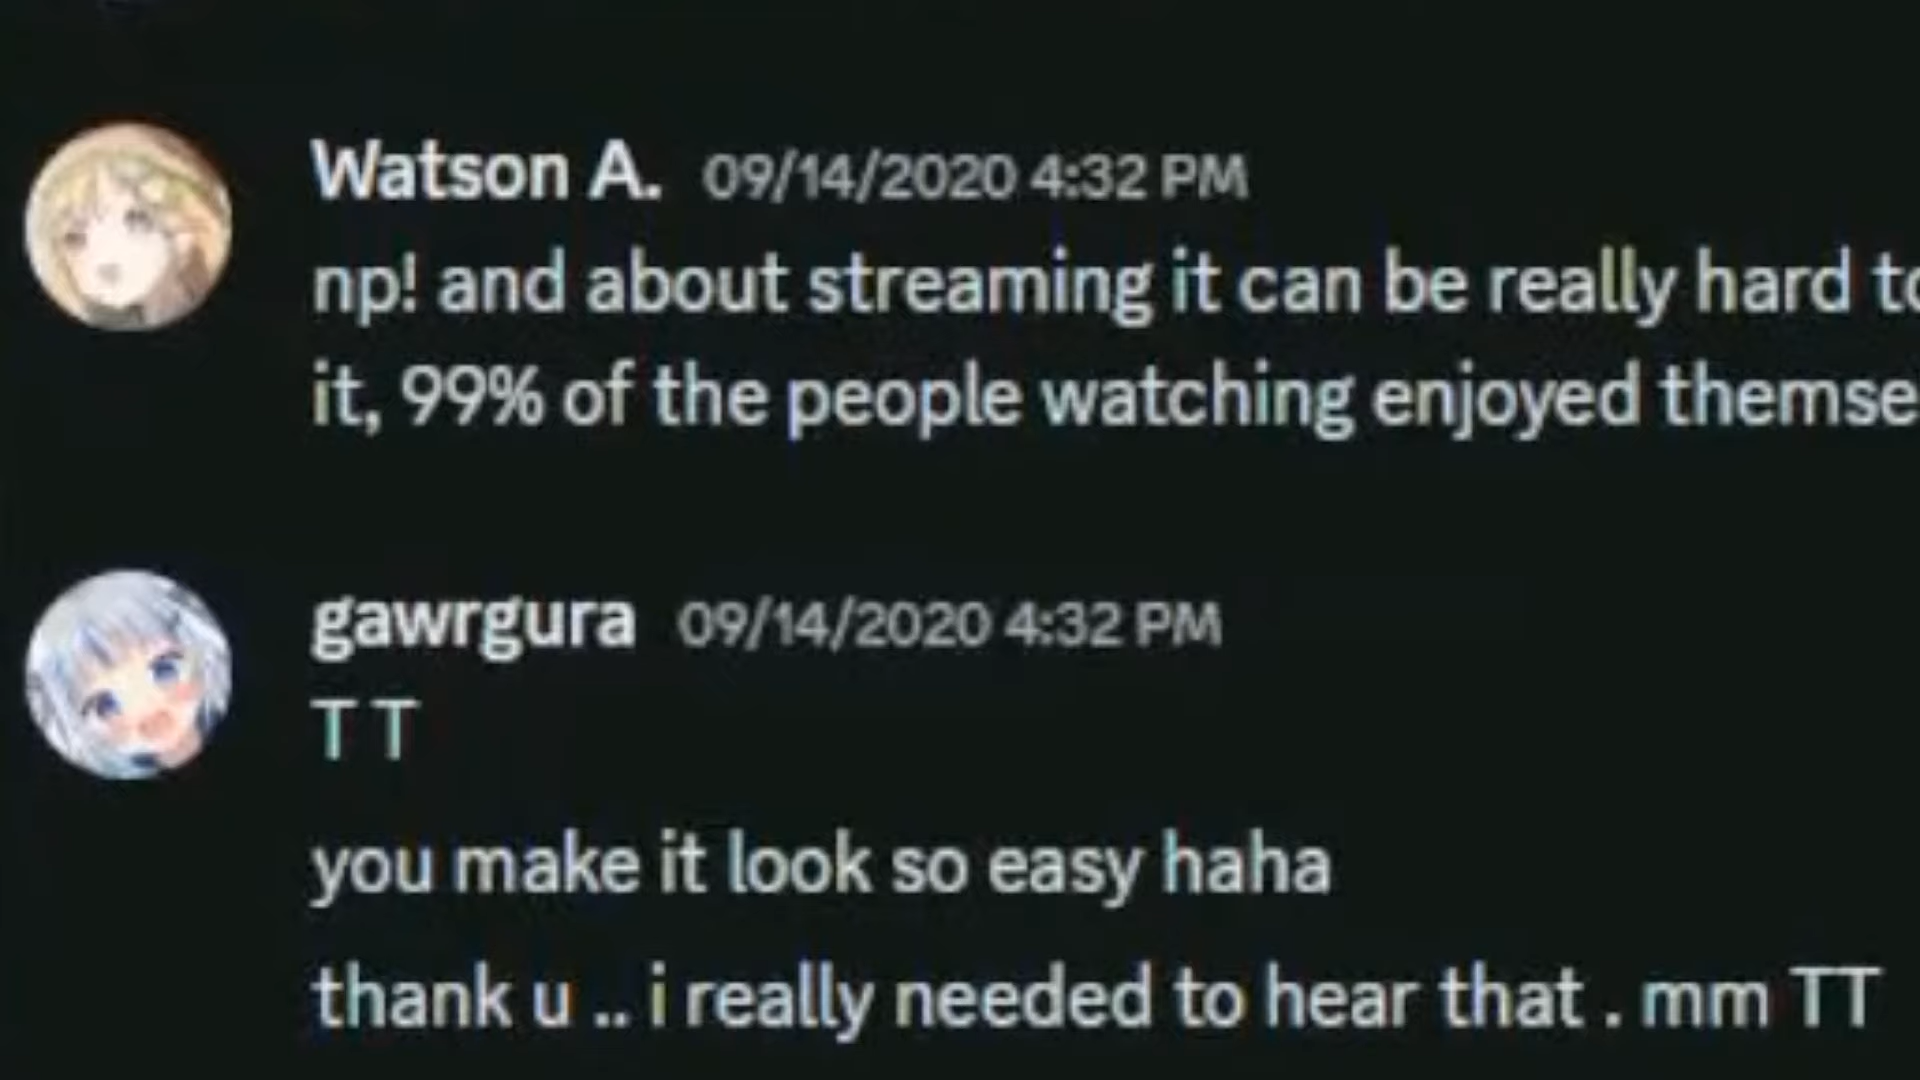 Watson A. 09/14/2020 4:32 PM
np! and about streaming it can be really hard to
it, 99% of the people watching enjoyed themse
gawrgura 09/14/2020 4:32 PM
T T
you make it look so easy haha
thank u .. i really needed to hear that . mm TT